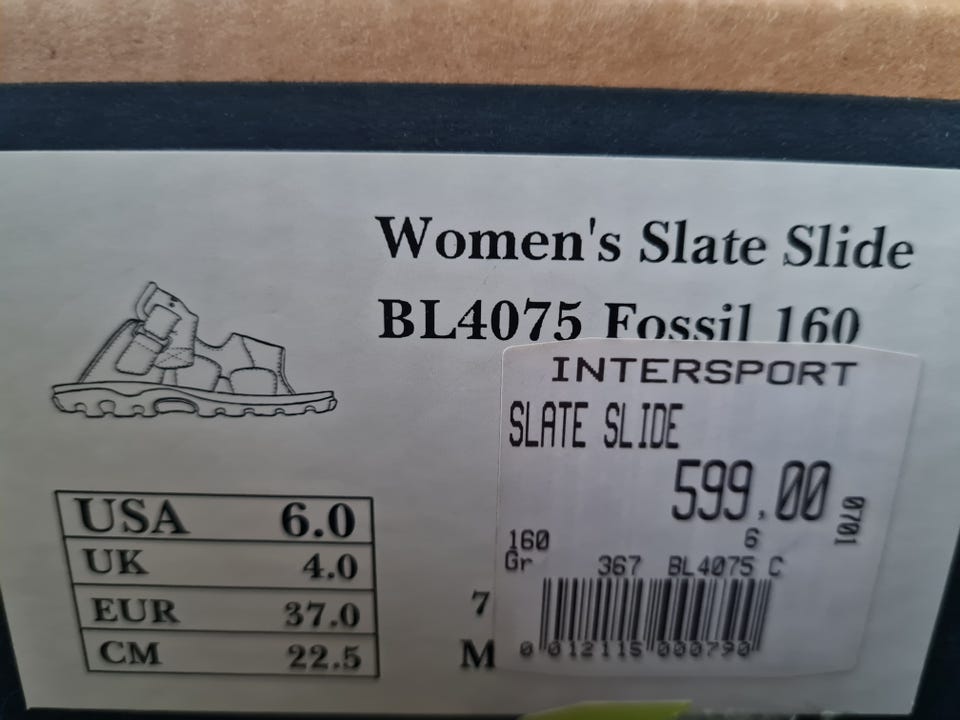 Women's Slate Slide
BL4075 Fossil 160
INTERSPORT
SLATE SLIDE
599.00
0701
160 6
Gr 367 BL4075 C
0 012115 000790
USA 6.0
UK 4.0
EUR 37.0
CM 22.5
7
M